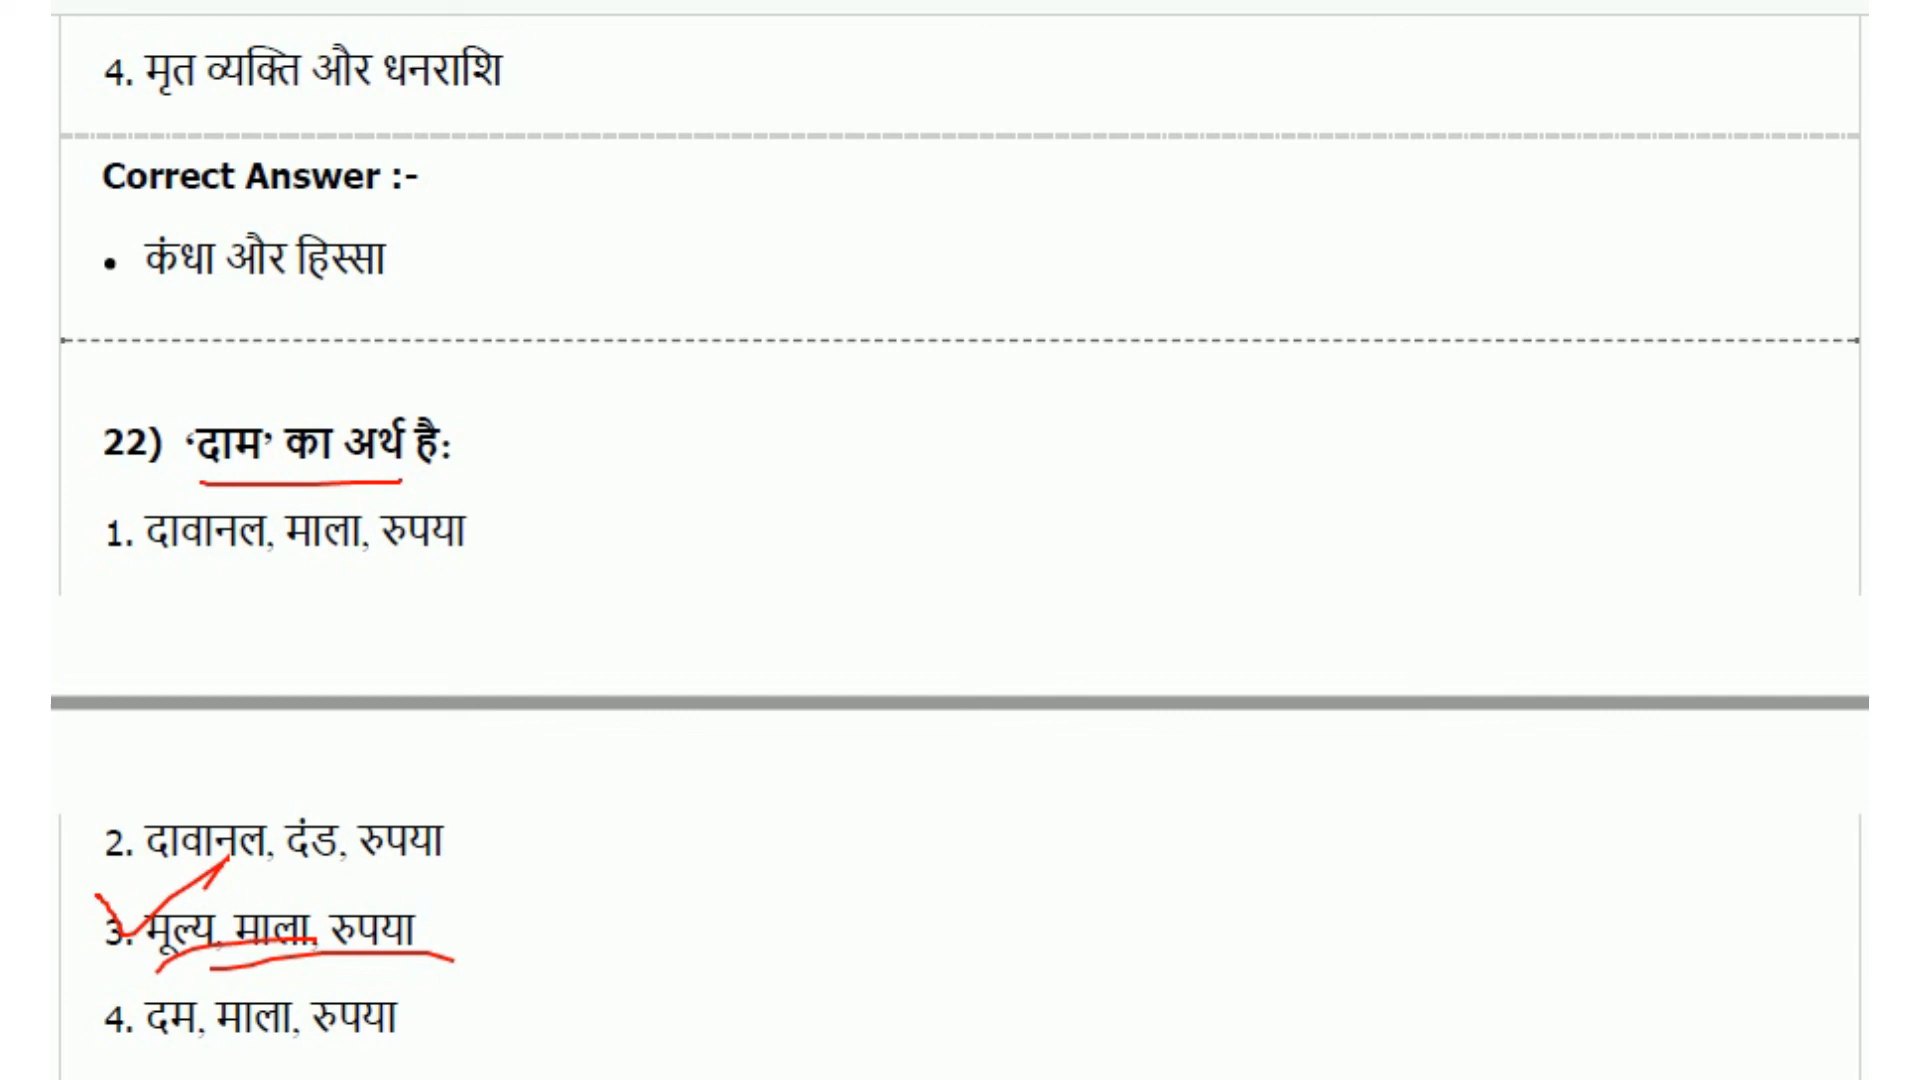 4. मृत व्यक्ति और धनराशि
Correct Answer :-
• कंधा और हिस्सा
22) ‘दाम’ का अर्थ है:
1. दावानल, माला, रुपया
2. दावानल, दंड, रुपया
3. मूल्य, माला, रुपया
4. दम, माला, रुपया